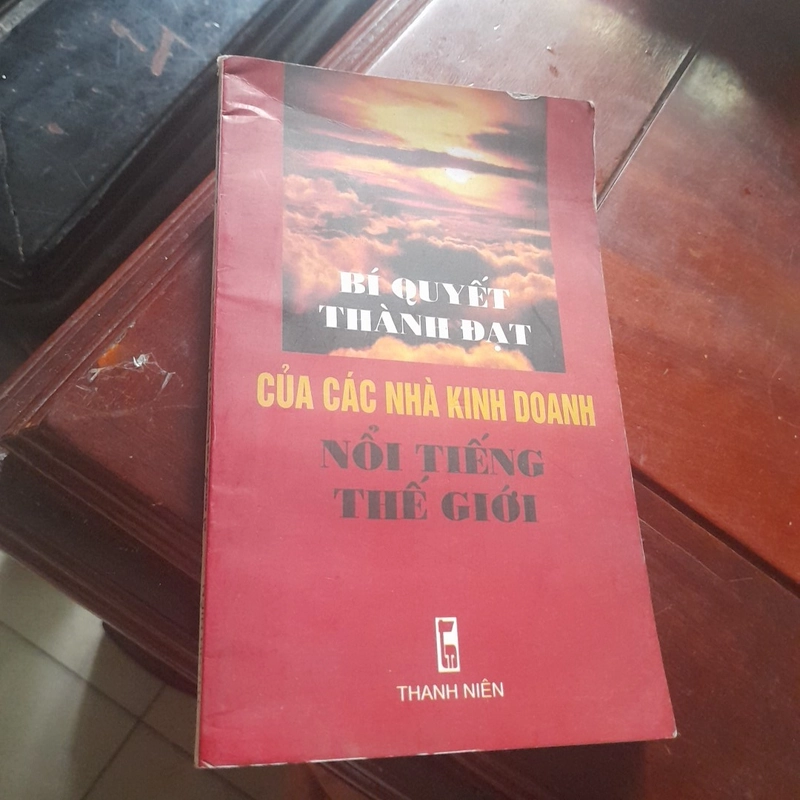 BÍ QUYẾT
THÀNH ĐẠT
CỦA CÁC NHÀ KINH DOANH
NỔI TIẾNG
THẾ GIỚI
THANH NIÊN